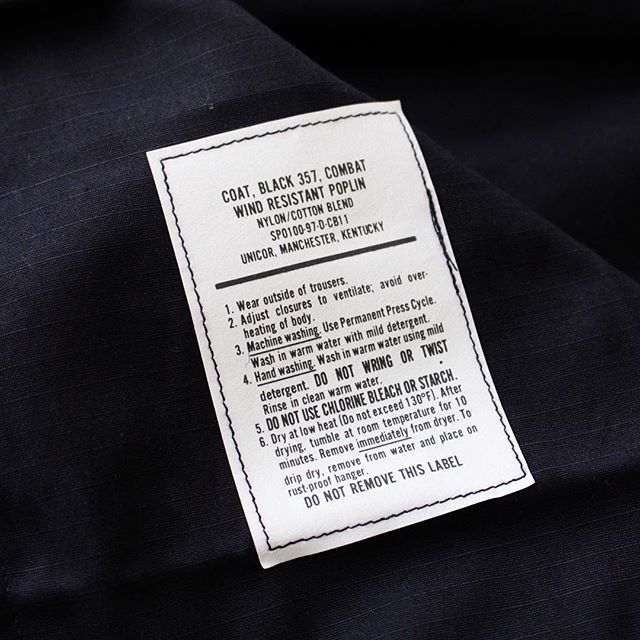 COAT, BLACK 357, COMBAT
WIND RESISTANT POPLIN
NYLON/COTTON BLEND
SPO100-97-D-CB11
UNICOR, MANCHESTER, KENTUCKY
1. Wear outside of trousers.
2. Adjust closures to ventilate; avoid over-
heating of body.
3. Machine washing. Use Permanent Press Cycle.
Wash in warm water with mild detergent.
4. Hand washing. Wash in warm water using mild
detergent. DO NOT WRING OR TWIST
Rinse in clean warm water.
5. DO NOT USE CHLORINE BLEACH OR STARCH.
6. Dry at low heat (Do not exceed 130°F). After
drying, tumble at room temperature for 10
minutes. Remove immediately from dryer. To
drip dry, remove from water and place on
rust-proof hanger.
DO NOT REMOVE THIS LABEL